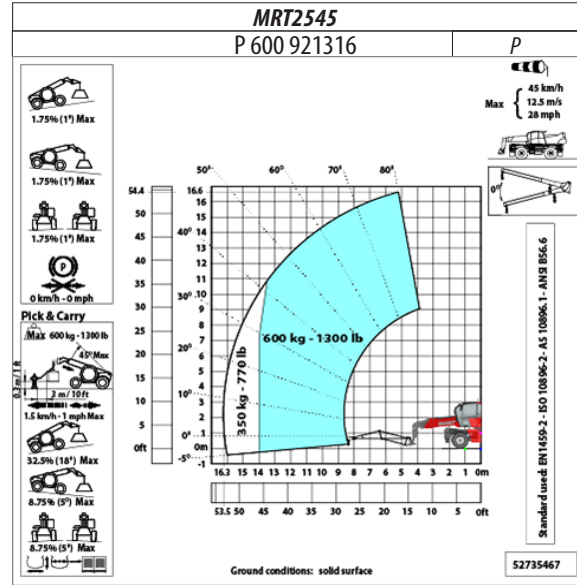 MRT2545
P 600 921316 P
1.75% (1°) Max
1.75% (1°) Max
1.75% (1°) Max
(P)
0 km/h - 0 mph
Pick & Carry
Max 600 kg - 1300 lb
45° Max
0.3 m / 1 ft
3 m / 10 ft
1.5 km/h - 1 mph Max
32.5% (18°) Max
8.75% (5°) Max
8.75% (5°) Max
Max
45 km/h
12.5 m/s
28 mph
0°
50° 60° 70° 80°
40°
30°
20°
10°
0°
-5°
54.4
50
45
40
35
30
25
20
15
10
5
0ft
16.6
16
15
14
13
12
11
10
9
8
7
6
5
4
3
2
1
0
-1
600 kg - 1300 lb
350 kg - 770 lb
16.3 15 14 13 12 11 10 9 8 7 6 5 4 3 2 1 0m
53.5 50 45 40 35 30 25 20 15 10 5 0ft
Ground conditions: solid surface
Standard used: EN1459-2 - ISO 10896-2 - AS 10896.1 - ANSI B56.6
52735467